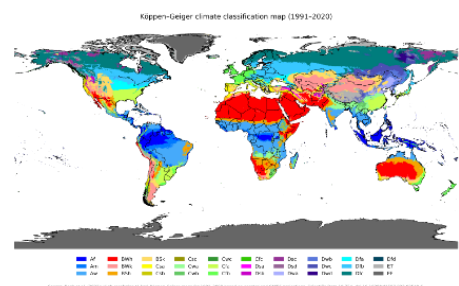 Köppen-Geiger climate classification map (1991–2020)
Af BWh BSk Csc Cwc Cfc Dsc Dwb Dfa Dfd
Am BWk Csa Cwa Cfa Dsa Dsd Dwc Dfb ET
Aw BSh Csb Cwb Cfb Dsb Dwa Dwd Dfc EF